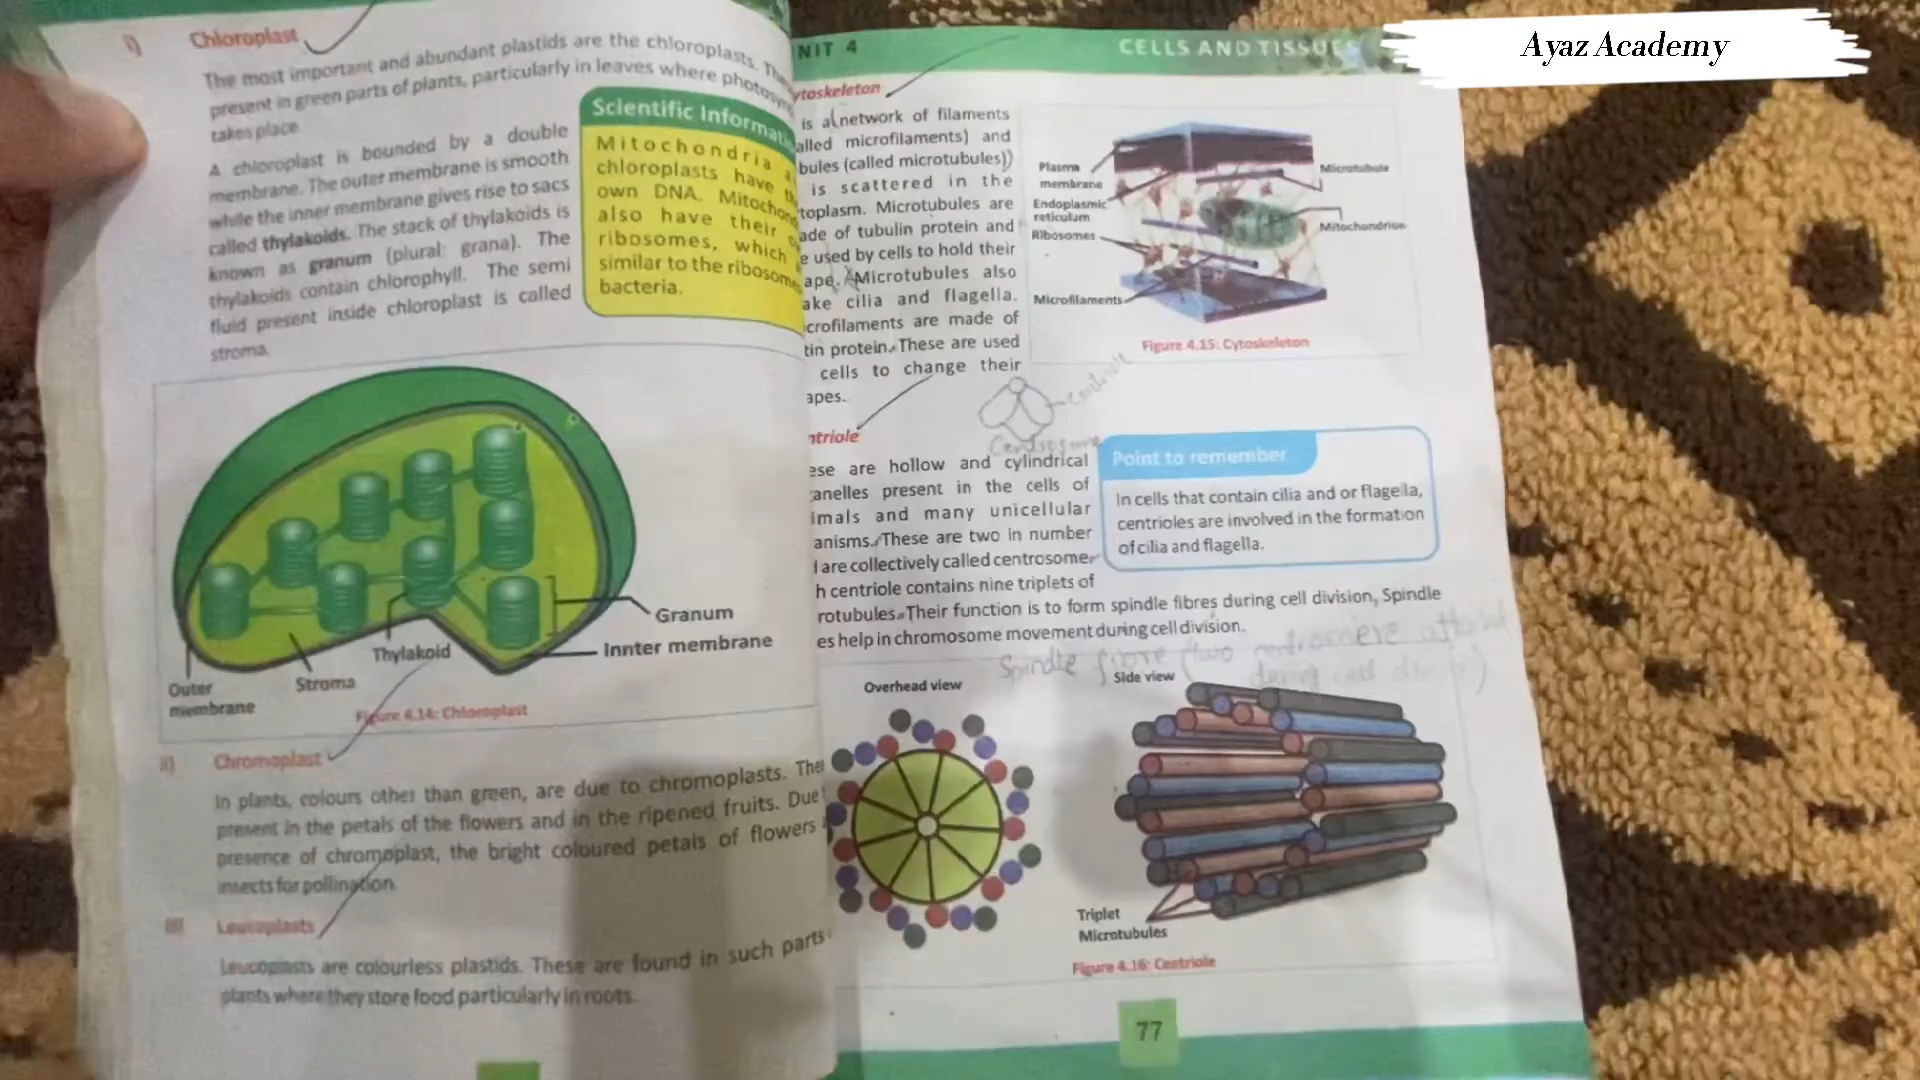 i) Chloroplast
The most important and abundant plastids are the chloroplasts.
present in green parts of plants, particularly in leaves where
takes place.
A chloroplast is bounded by a double
membrane. The outer membrane is smooth
while the inner membrane gives rise to sacs
called thylakoids. The stack of thylakoids is
known as granum (plural: grana). The
thylakoids contain chlorophyll. The semi
fluid present inside chloroplast is called
stroma.
Scientific Informati
Mitochondria a
chloroplasts have th
own DNA. Mitochon
also have their o
ribosomes, which
similar to the ribosome
bacteria.
Granum
Innter membrane
Thylakoid
Stroma
Outer
membrane
Figure 4.14: Chloroplast
ii) Chromoplast
In plants, colours other than green, are due to chromoplasts. The
present in the petals of the flowers and in the ripened fruits. Due
presence of chromoplast, the bright coloured petals of flowers
insects for pollination.
iii) Leucoplasts
Leucoplasts are colourless plastids. These are found in such parts
plants where they store food particularly in roots.
NIT 4
CELLS AND TISSUES
ytoskeleton
is a network of filaments
alled microfilaments) and
bules (called microtubules)
is scattered in the
toplasm. Microtubules are
ade of tubulin protein and
e used by cells to hold their
ape. Microtubules also
ake cilia and flagella.
crofilaments are made of
tin protein. These are used
cells to change their
apes.
Plasma
membrane
Endoplasmic
reticulum
Ribosomes
Microfilaments
Microtubule
Mitochondrion
Figure 4.15: Cytoskeleton
Centriole
Centrosome
ntriole
ese are hollow and cylindrical
anelles present in the cells of
imals and many unicellular
anisms. These are two in number
d are collectively called centrosome.
h centriole contains nine triplets of
rotubules. Their function is to form spindle fibres during cell division, Spindle
es help in chromosome movement during cell division.
Point to remember
In cells that contain cilia and or flagella,
centrioles are involved in the formation
of cilia and flagella.
Spindle fibre (two
during cell
Overhead view
Side view
Triplet
Microtubules
Figure 4.16: Centriole
77
Ayaz Academy